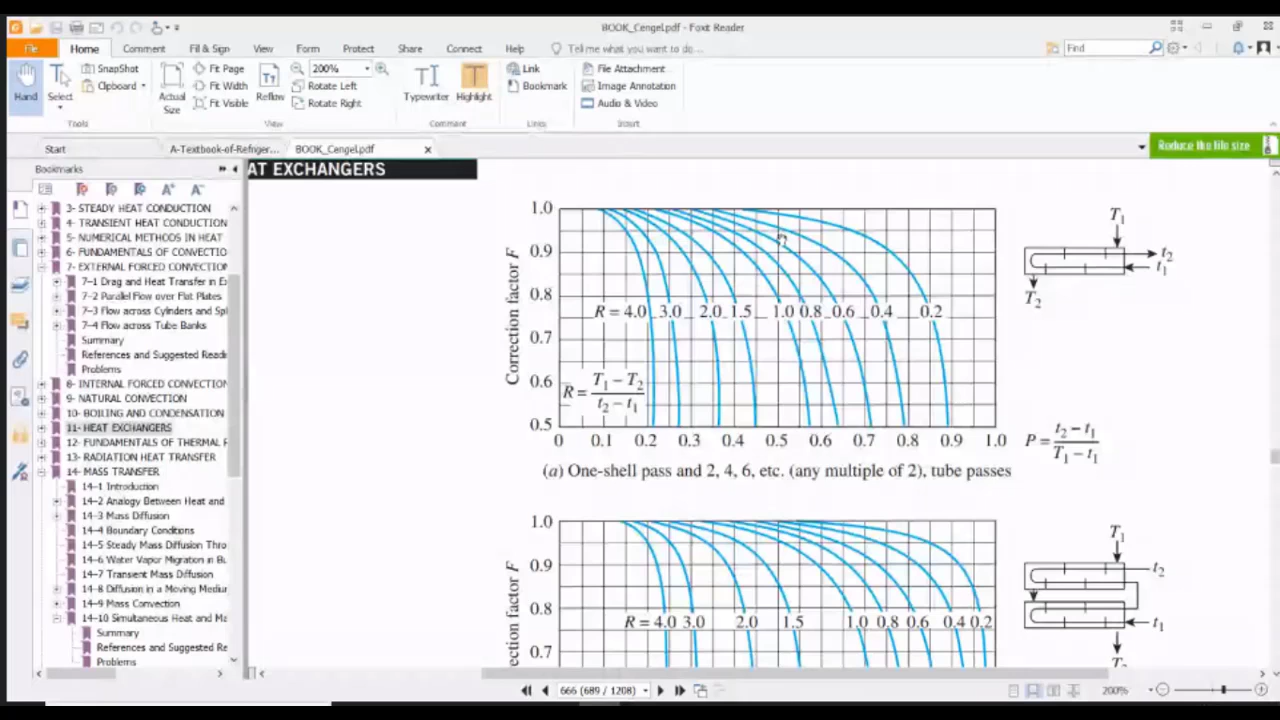 BOOK_Cengel.pdf - Foxit Reader
File Home Comment Fill & Sign View Form Protect Share Connect Help Tell me what you want to do... Find
Hand
Select
SnapShot
Clipboard
Tools
Actual Size
Fit Page
Fit Width
Fit Visible
Reflow
200%
Rotate Left
Rotate Right
View
Typewriter
Highlight
Comment
Link
Bookmark
Links
File Attachment
Image Annotation
Audio & Video
Insert
Start A-Textbook-of-Refriger... BOOK_Cengel.pdf Reduce the file size
Bookmarks
3- STEADY HEAT CONDUCTION
4- TRANSIENT HEAT CONDUCTION
5- NUMERICAL METHODS IN HEAT
6- FUNDAMENTALS OF CONVECTIO
7- EXTERNAL FORCED CONVECTION
7-1 Drag and Heat Transfer in Ex
7-2 Parallel Flow over Flat Plates
7-3 Flow across Cylinders and Sp
7-4 Flow across Tube Banks
Summary
References and Suggested Readi
Problems
8- INTERNAL FORCED CONVECTION
9- NATURAL CONVECTION
10- BOILING AND CONDENSATION
11- HEAT EXCHANGERS
12- FUNDAMENTALS OF THERMAL R
13- RADIATION HEAT TRANSFER
14- MASS TRANSFER
14-1 Introduction
14-2 Analogy Between Heat and
14-3 Mass Diffusion
14-4 Boundary Conditions
14-5 Steady Mass Diffusion Thro
14-6 Water Vapor Migration in Bu
14-7 Transient Mass Diffusion
14-8 Diffusion in a Moving Mediu
14-9 Mass Convection
14-10 Simultaneous Heat and Ma
Summary
References and Suggested Re
Problems
AT EXCHANGERS
Correction factor F
1.0
0.9
0.8
0.7
0.6
0.5
R = 4.0 3.0 2.0 1.5 1.0 0.8 0.6 0.4 0.2
R = T1 – T2 / t2 – t1
0 0.1 0.2 0.3 0.4 0.5 0.6 0.7 0.8 0.9 1.0
T1
t2
t1
T2
P = t2 – t1 / T1 – t1
(a) One-shell pass and 2, 4, 6, etc. (any multiple of 2), tube passes
ection factor F
1.0
0.9
0.8
0.7
R = 4.0 3.0 2.0 1.5 1.0 0.8 0.6 0.4 0.2
T1
t2
t1
666 (689 / 1208) 200%